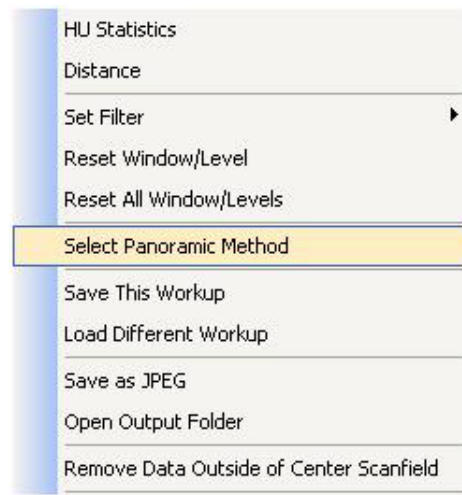 HU Statistics
Distance
Set Filter
Reset Window/Level
Reset All Window/Levels
Select Panoramic Method
Save This Workup
Load Different Workup
Save as JPEG
Open Output Folder
Remove Data Outside of Center Scanfield